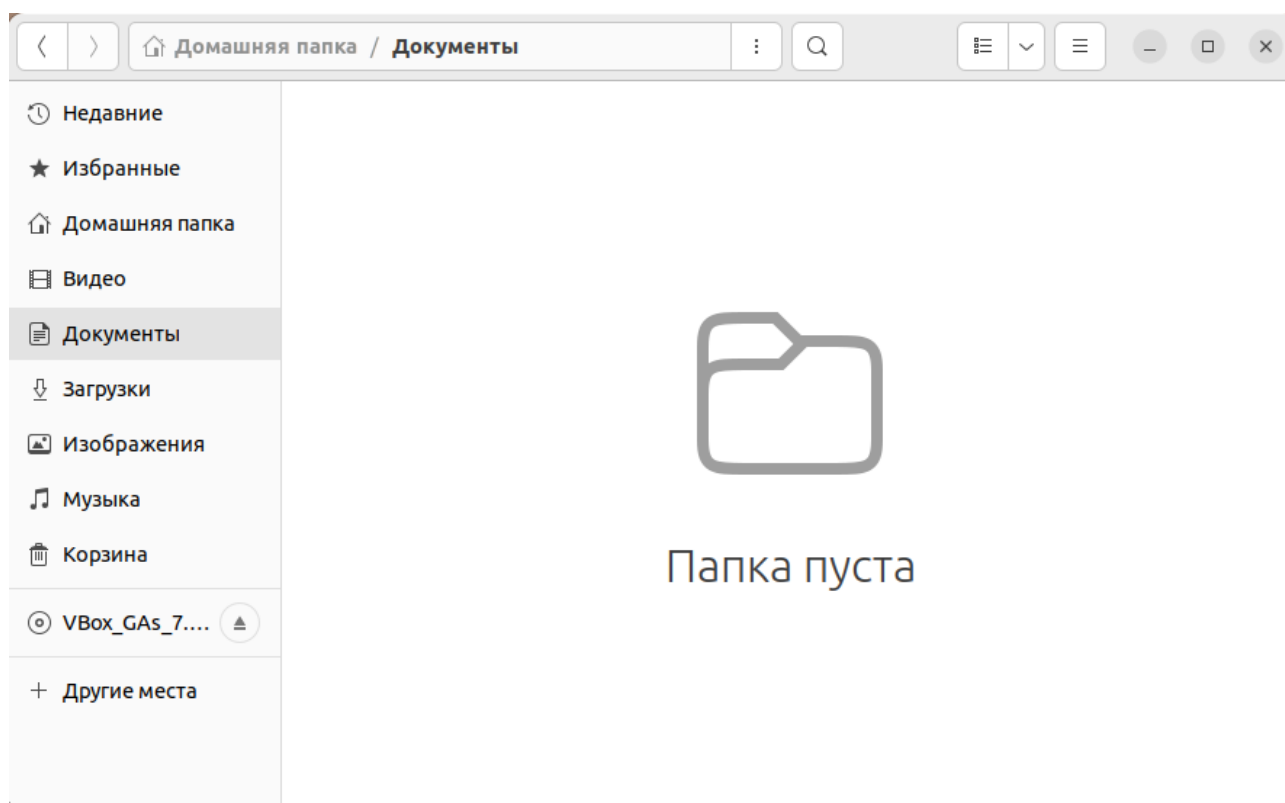 Домашняя папка / Документы
Недавние
Избранные
Домашняя папка
Видео
Документы
Загрузки
Изображения
Музыка
Корзина
VBox_GAs_7....
Другие места
Папка пуста